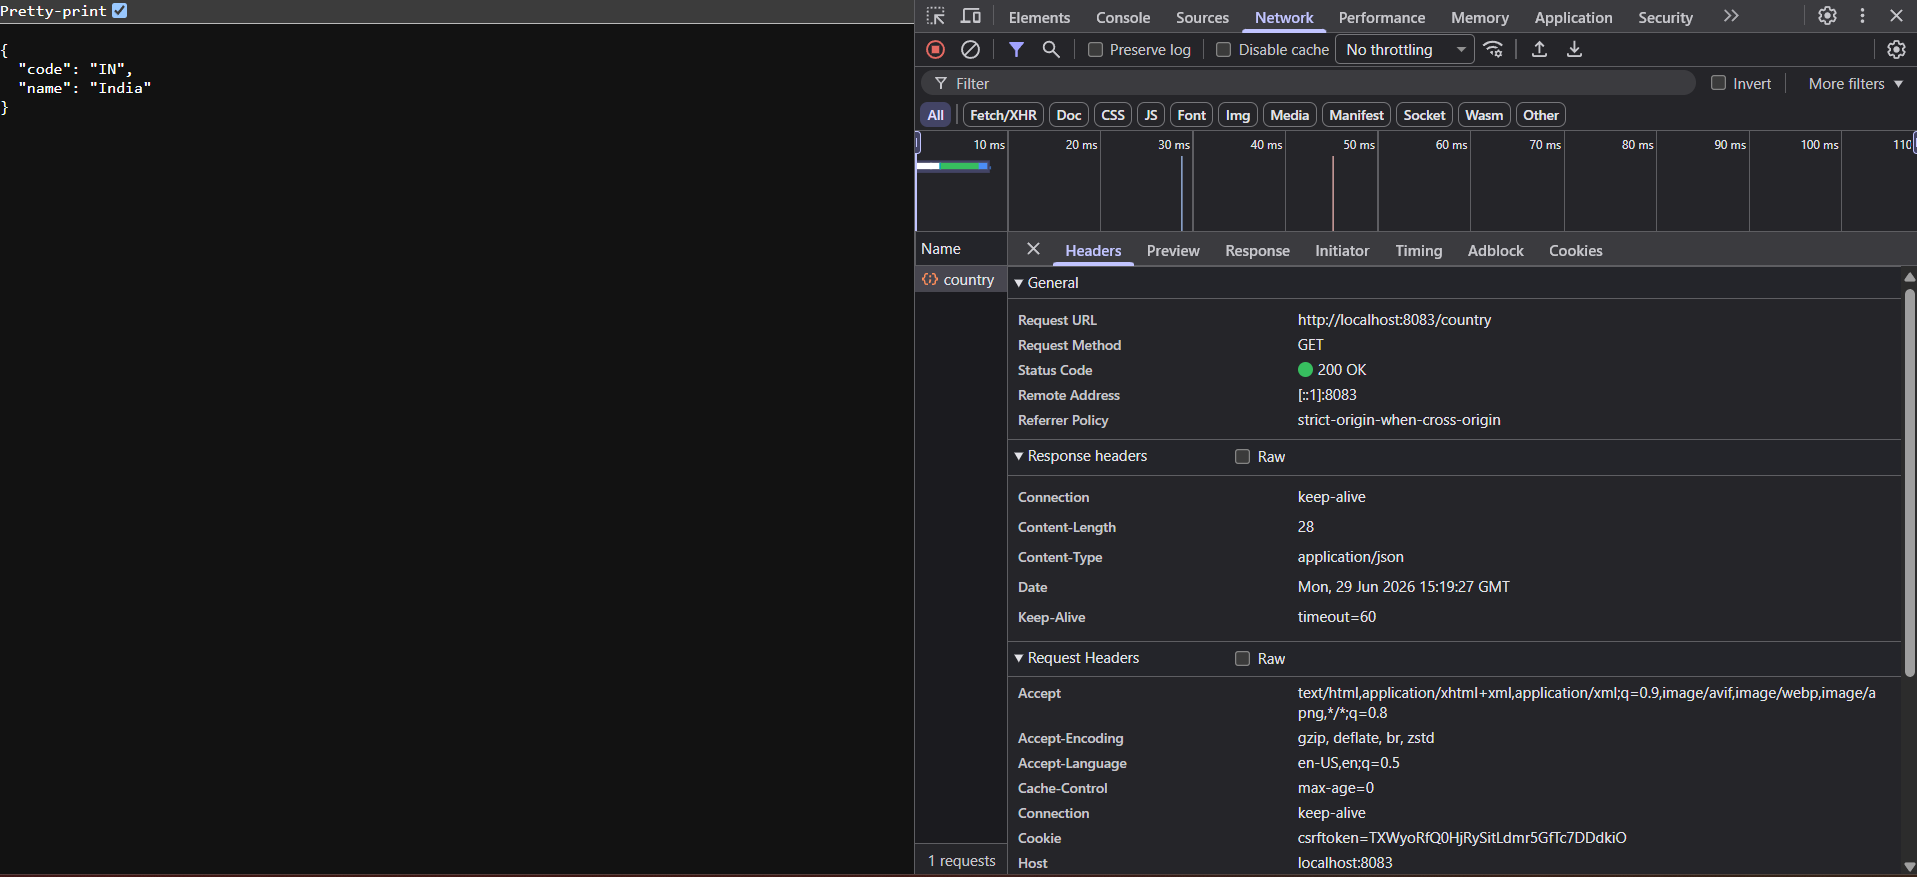 Pretty-print
{
  "code": "IN",
  "name": "India"
}
Elements Console Sources Network Performance Memory Application Security
Preserve log Disable cache No throttling
Filter Invert More filters
All Fetch/XHR Doc CSS JS Font Img Media Manifest Socket Wasm Other
10 ms 20 ms 30 ms 40 ms 50 ms 60 ms 70 ms 80 ms 90 ms 100 ms 110
Name
country
1 requests
Headers Preview Response Initiator Timing Adblock Cookies
General
Request URL http://localhost:8083/country
Request Method GET
Status Code 200 OK
Remote Address [::1]:8083
Referrer Policy strict-origin-when-cross-origin
Response headers Raw
Connection keep-alive
Content-Length 28
Content-Type application/json
Date Mon, 29 Jun 2026 15:19:27 GMT
Keep-Alive timeout=60
Request Headers Raw
Accept text/html,application/xhtml+xml,application/xml;q=0.9,image/avif,image/webp,image/a
png,*/*;q=0.8
Accept-Encoding gzip, deflate, br, zstd
Accept-Language en-US,en;q=0.5
Cache-Control max-age=0
Connection keep-alive
Cookie csrftoken=TXWyoRfQ0HjRySitLdmr5GfTc7DDdkiO
Host localhost:8083